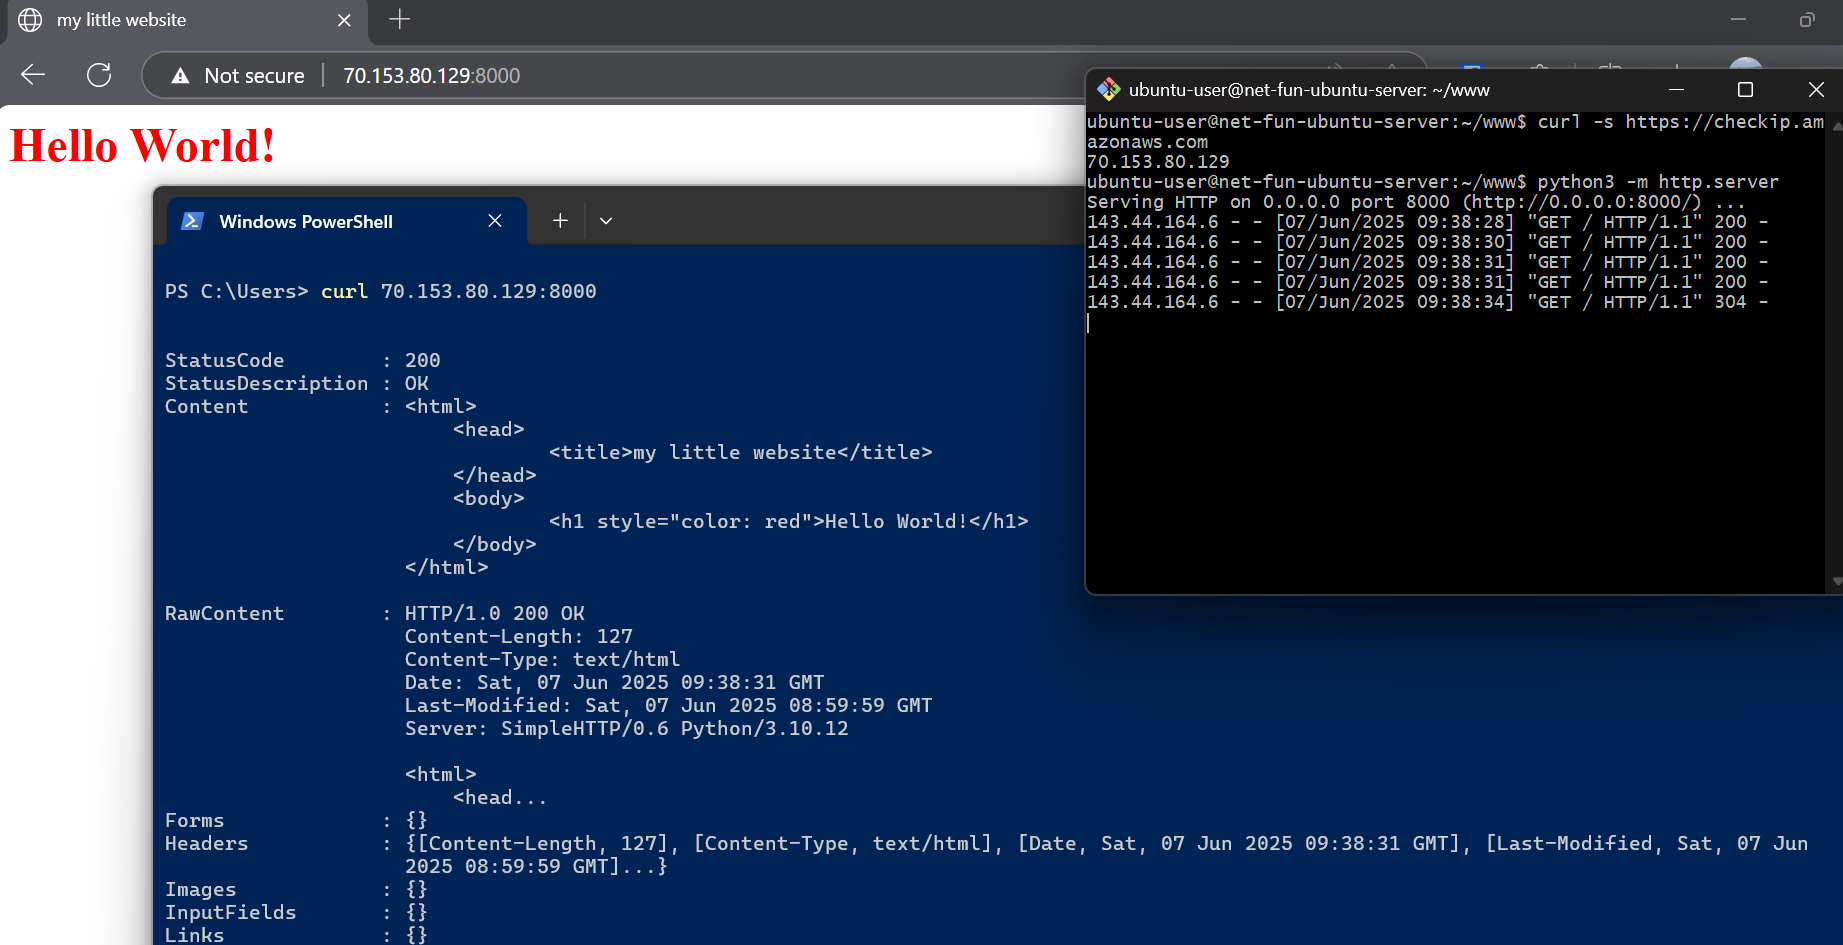 my little website
Not secure
70.153.80.129:8000
Hello World!
Windows PowerShell
PS C:\Users> curl 70.153.80.129:8000
StatusCode : 200
StatusDescription : OK
Content : <html>
<head>
<title>my little website</title>
</head>
<body>
<h1 style="color: red">Hello World!</h1>
</body>
</html>
RawContent : HTTP/1.0 200 OK
Content-Length: 127
Content-Type: text/html
Date: Sat, 07 Jun 2025 09:38:31 GMT
Last-Modified: Sat, 07 Jun 2025 08:59:59 GMT
Server: SimpleHTTP/0.6 Python/3.10.12
<html>
<head...
Forms : {}
Headers : {[Content-Length, 127], [Content-Type, text/html], [Date, Sat, 07 Jun 2025 09:38:31 GMT], [Last-Modified, Sat, 07 Jun
2025 08:59:59 GMT]...}
Images : {}
InputFields : {}
Links : {}
ubuntu-user@net-fun-ubuntu-server: ~/www
ubuntu-user@net-fun-ubuntu-server:~/www$ curl -s https://checkip.am
azonaws.com
70.153.80.129
ubuntu-user@net-fun-ubuntu-server:~/www$ python3 -m http.server
Serving HTTP on 0.0.0.0 port 8000 (http://0.0.0.0:8000/) ...
143.44.164.6 - - [07/Jun/2025 09:38:28] "GET / HTTP/1.1" 200 -
143.44.164.6 - - [07/Jun/2025 09:38:30] "GET / HTTP/1.1" 200 -
143.44.164.6 - - [07/Jun/2025 09:38:31] "GET / HTTP/1.1" 200 -
143.44.164.6 - - [07/Jun/2025 09:38:31] "GET / HTTP/1.1" 200 -
143.44.164.6 - - [07/Jun/2025 09:38:34] "GET / HTTP/1.1" 304 -